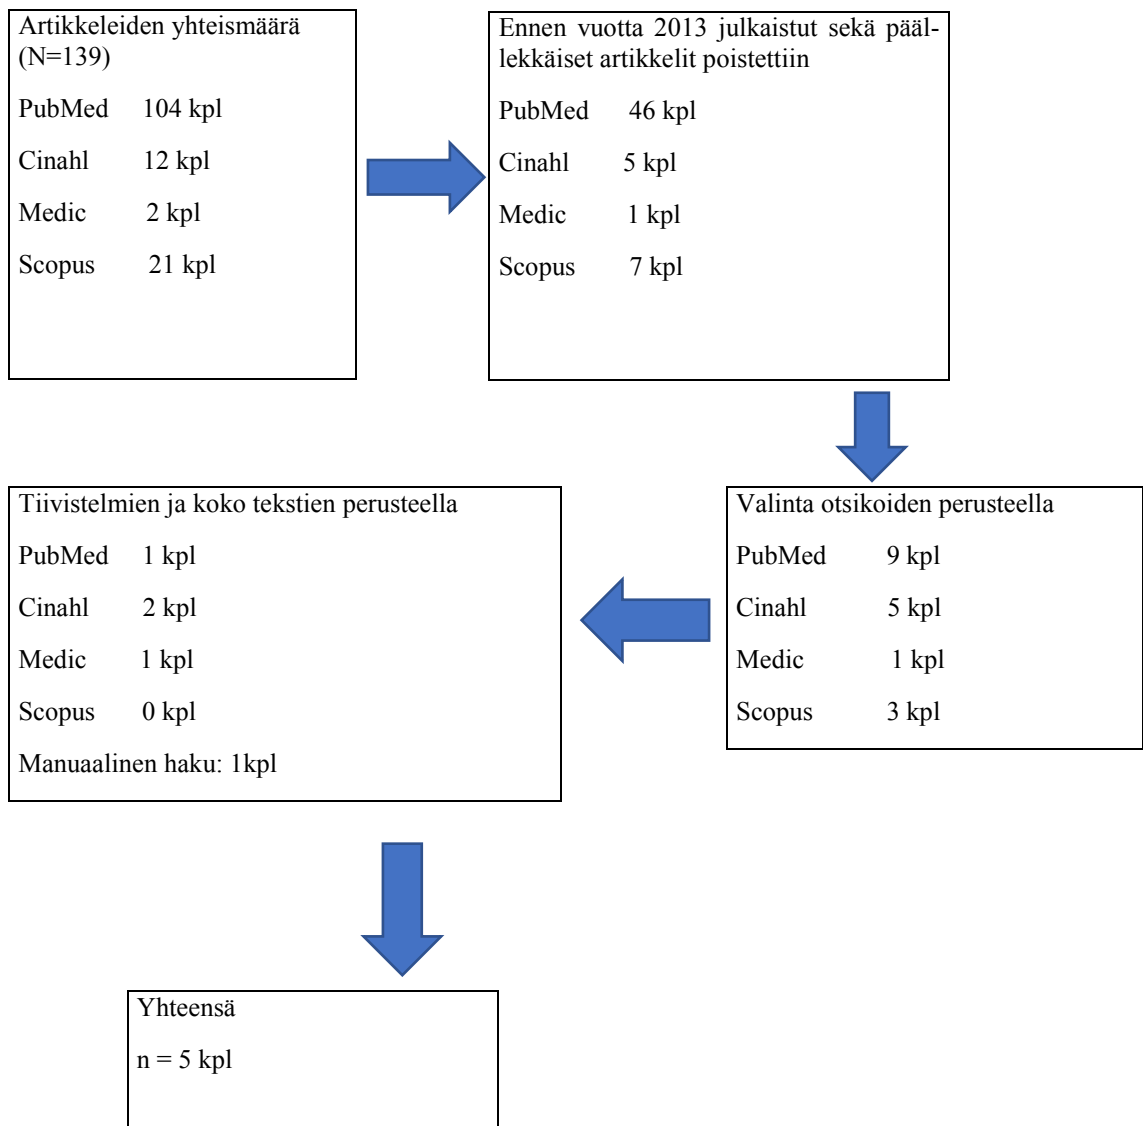 Artikkeleiden yhteismäärä
(N=139)
PubMed 104 kpl
Cinahl 12 kpl
Medic 2 kpl
Scopus 21 kpl
Ennen vuotta 2013 julkaistut sekä pääl-
lekkäiset artikkelit poistettiin
PubMed 46 kpl
Cinahl 5 kpl
Medic 1 kpl
Scopus 7 kpl
Valinta otsikoiden perusteella
PubMed 9 kpl
Cinahl 5 kpl
Medic 1 kpl
Scopus 3 kpl
Tiivistelmien ja koko tekstien perusteella
PubMed 1 kpl
Cinahl 2 kpl
Medic 1 kpl
Scopus 0 kpl
Manuaalinen haku: 1kpl
Yhteensä
n = 5 kpl